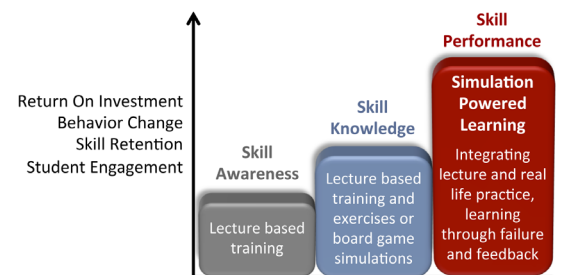 Return On Investment
Behavior Change
Skill Retention
Student Engagement
Skill
Awareness
Lecture based
training
Skill
Knowledge
Lecture based
training and
exercises or
board game
simulations
Skill
Performance
Simulation
Powered
Learning
Integrating
lecture and real
life practice,
learning
through failure
and feedback